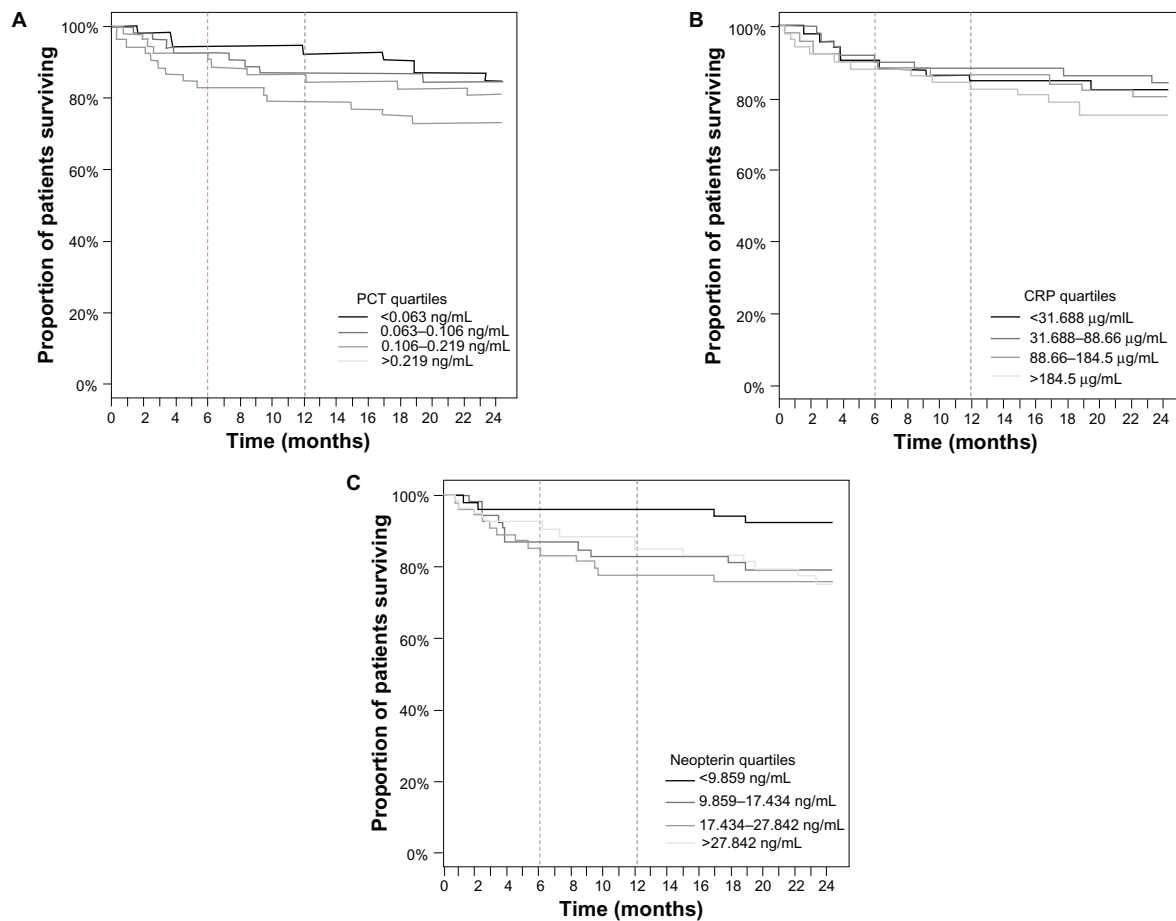 A
100%
80%
60%
40%
20%
0%
Proportion of patients surviving
PCT quartiles
<0.063 ng/mL
0.063–0.106 ng/mL
0.106–0.219 ng/mL
>0.219 ng/mL
0 2 4 6 8 10 12 14 16 18 20 22 24
Time (months)
B
100%
80%
60%
40%
20%
0%
Proportion of patients surviving
CRP quartiles
<31.688 µg/mlL
31.688–88.66 µg/mL
88.66–184.5 µg/mL
>184.5 µg/mL
0 2 4 6 8 10 12 14 16 18 20 22 24
Time (months)
C
100%
80%
60%
40%
20%
0%
Proportion of patients surviving
Neopterin quartiles
<9.859 ng/mL
9.859–17.434 ng/mL
17.434–27.842 ng/mL
>27.842 ng/mL
0 2 4 6 8 10 12 14 16 18 20 22 24
Time (months)